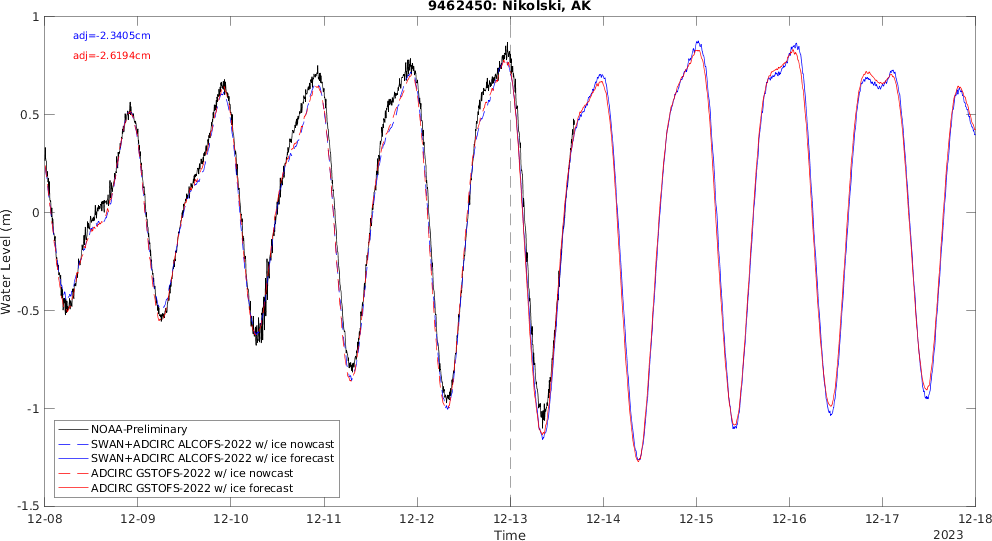 9462450: Nikolski, AK
adj=-2.3405cm
adj=-2.6194cm
1
0.5
0
-0.5
-1
-1.5
Water Level (m)
NOAA-Preliminary
SWAN+ADCIRC ALCOFS-2022 w/ ice nowcast
SWAN+ADCIRC ALCOFS-2022 w/ ice forecast
ADCIRC GSTOFS-2022 w/ ice nowcast
ADCIRC GSTOFS-2022 w/ ice forecast
12-08 12-09 12-10 12-11 12-12 12-13 12-14 12-15 12-16 12-17 12-18
Time
2023